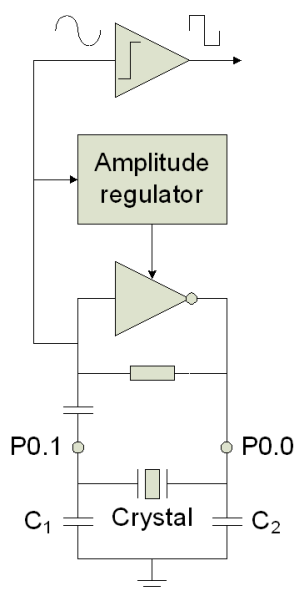 Amplitude
regulator
P0.1
P0.0
C₁
Crystal
C₂